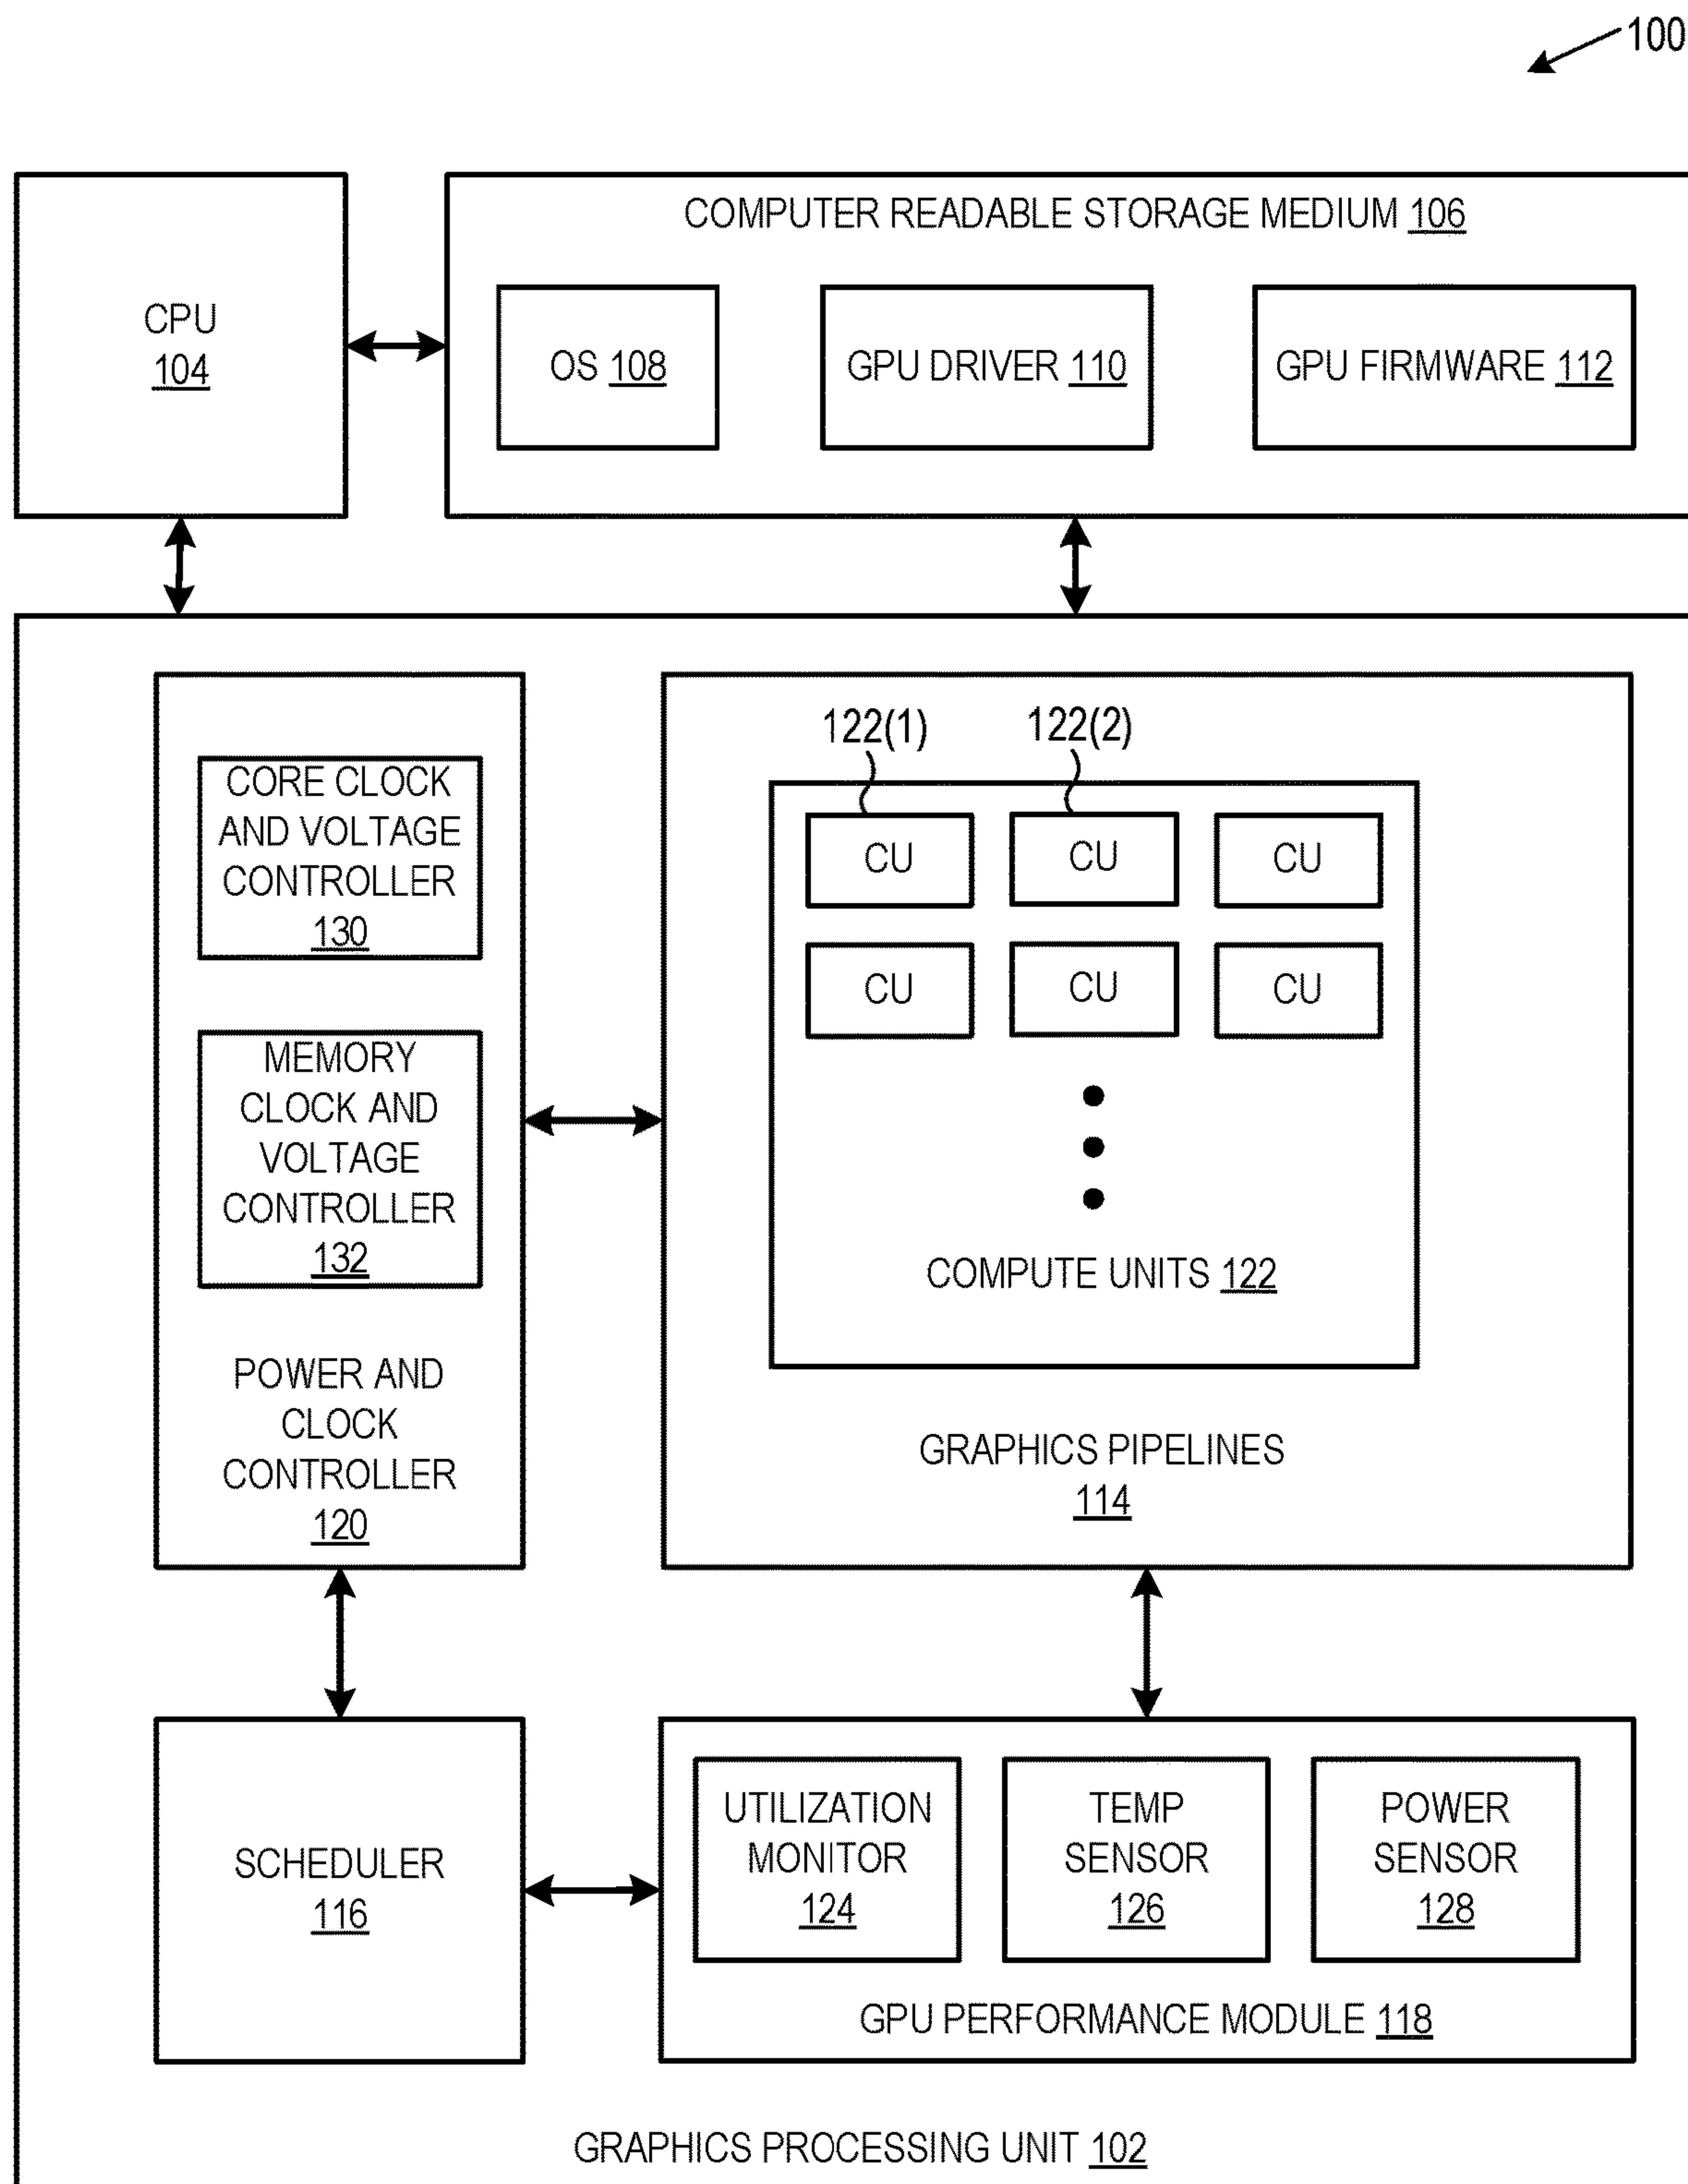 100
COMPUTER READABLE STORAGE MEDIUM 106
CPU
104
OS 108
GPU DRIVER 110
GPU FIRMWARE 112
CORE CLOCK
AND VOLTAGE
CONTROLLER
130
MEMORY
CLOCK AND
VOLTAGE
CONTROLLER
132
POWER AND
CLOCK
CONTROLLER
120
122(1)
122(2)
CU
CU
CU
CU
CU
CU
COMPUTE UNITS 122
GRAPHICS PIPELINES
114
SCHEDULER
116
UTILIZATION
MONITOR
124
TEMP
SENSOR
126
POWER
SENSOR
128
GPU PERFORMANCE MODULE 118
GRAPHICS PROCESSING UNIT 102